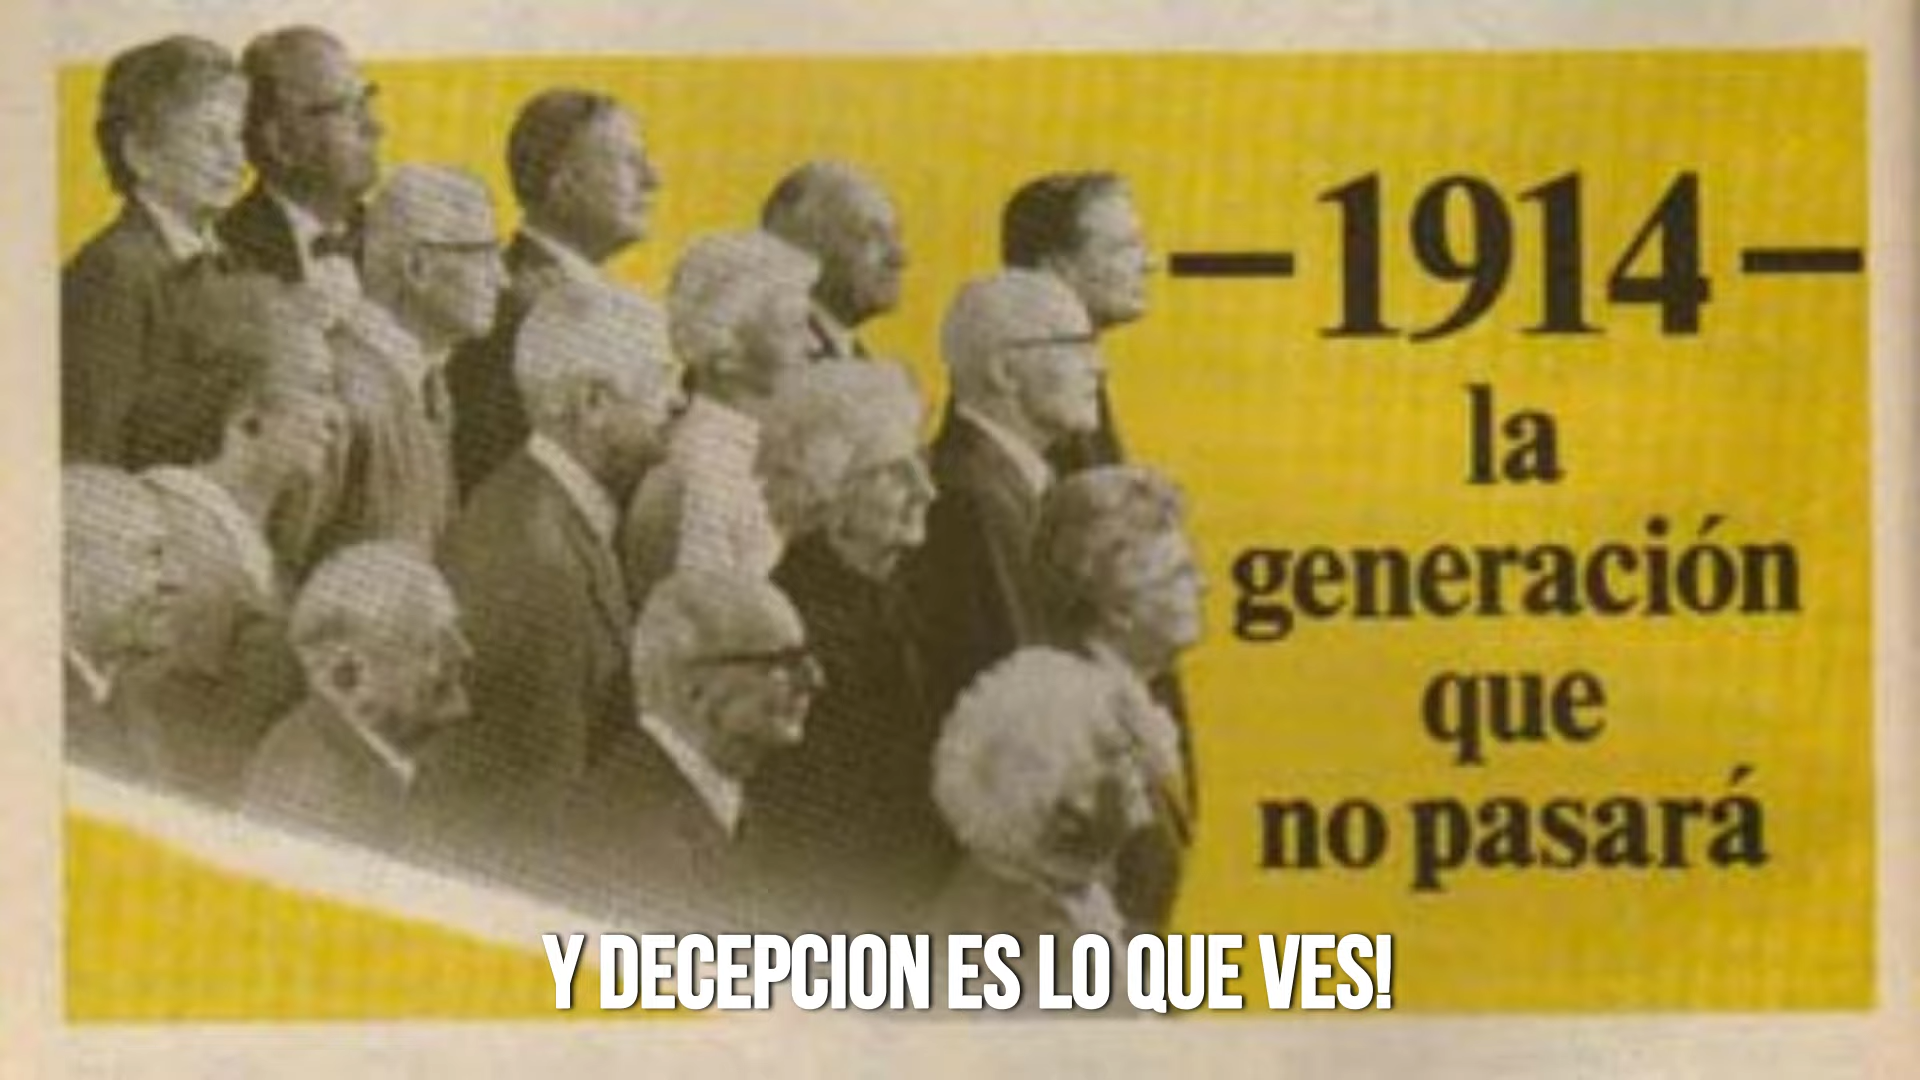 —1914—
la
generación
que
no pasará
Y DECEPCION ES LO QUE VES!